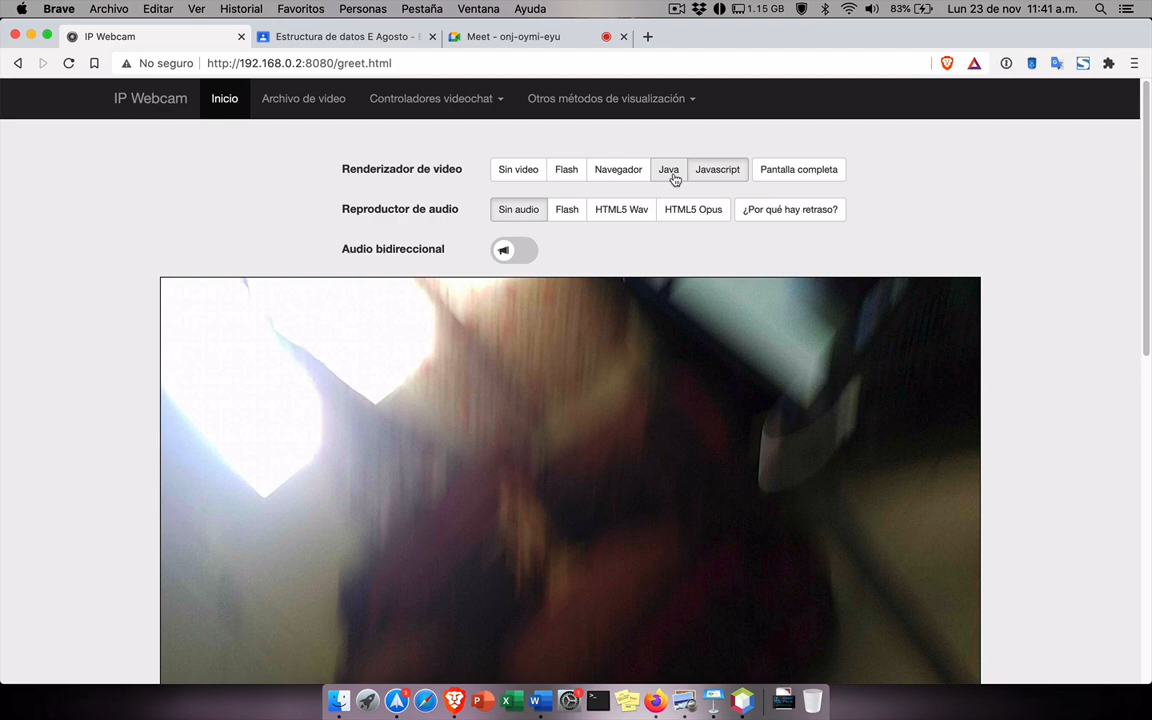 Brave Archivo Editar Ver Historial Favoritos Personas Pestaña Ventana Ayuda 1.15 GB 83% Lun 23 de nov 11:41 a.m.
IP Webcam Estructura de datos E Agosto - Meet - onj-oymi-eyu
No seguro http://192.168.0.2:8080/greet.html
IP Webcam Inicio Archivo de video Controladores videochat Otros métodos de visualización
Renderizador de video Sin video Flash Navegador Java Javascript Pantalla completa
Reproductor de audio Sin audio Flash HTML5 Wav HTML5 Opus ¿Por qué hay retraso?
Audio bidireccional